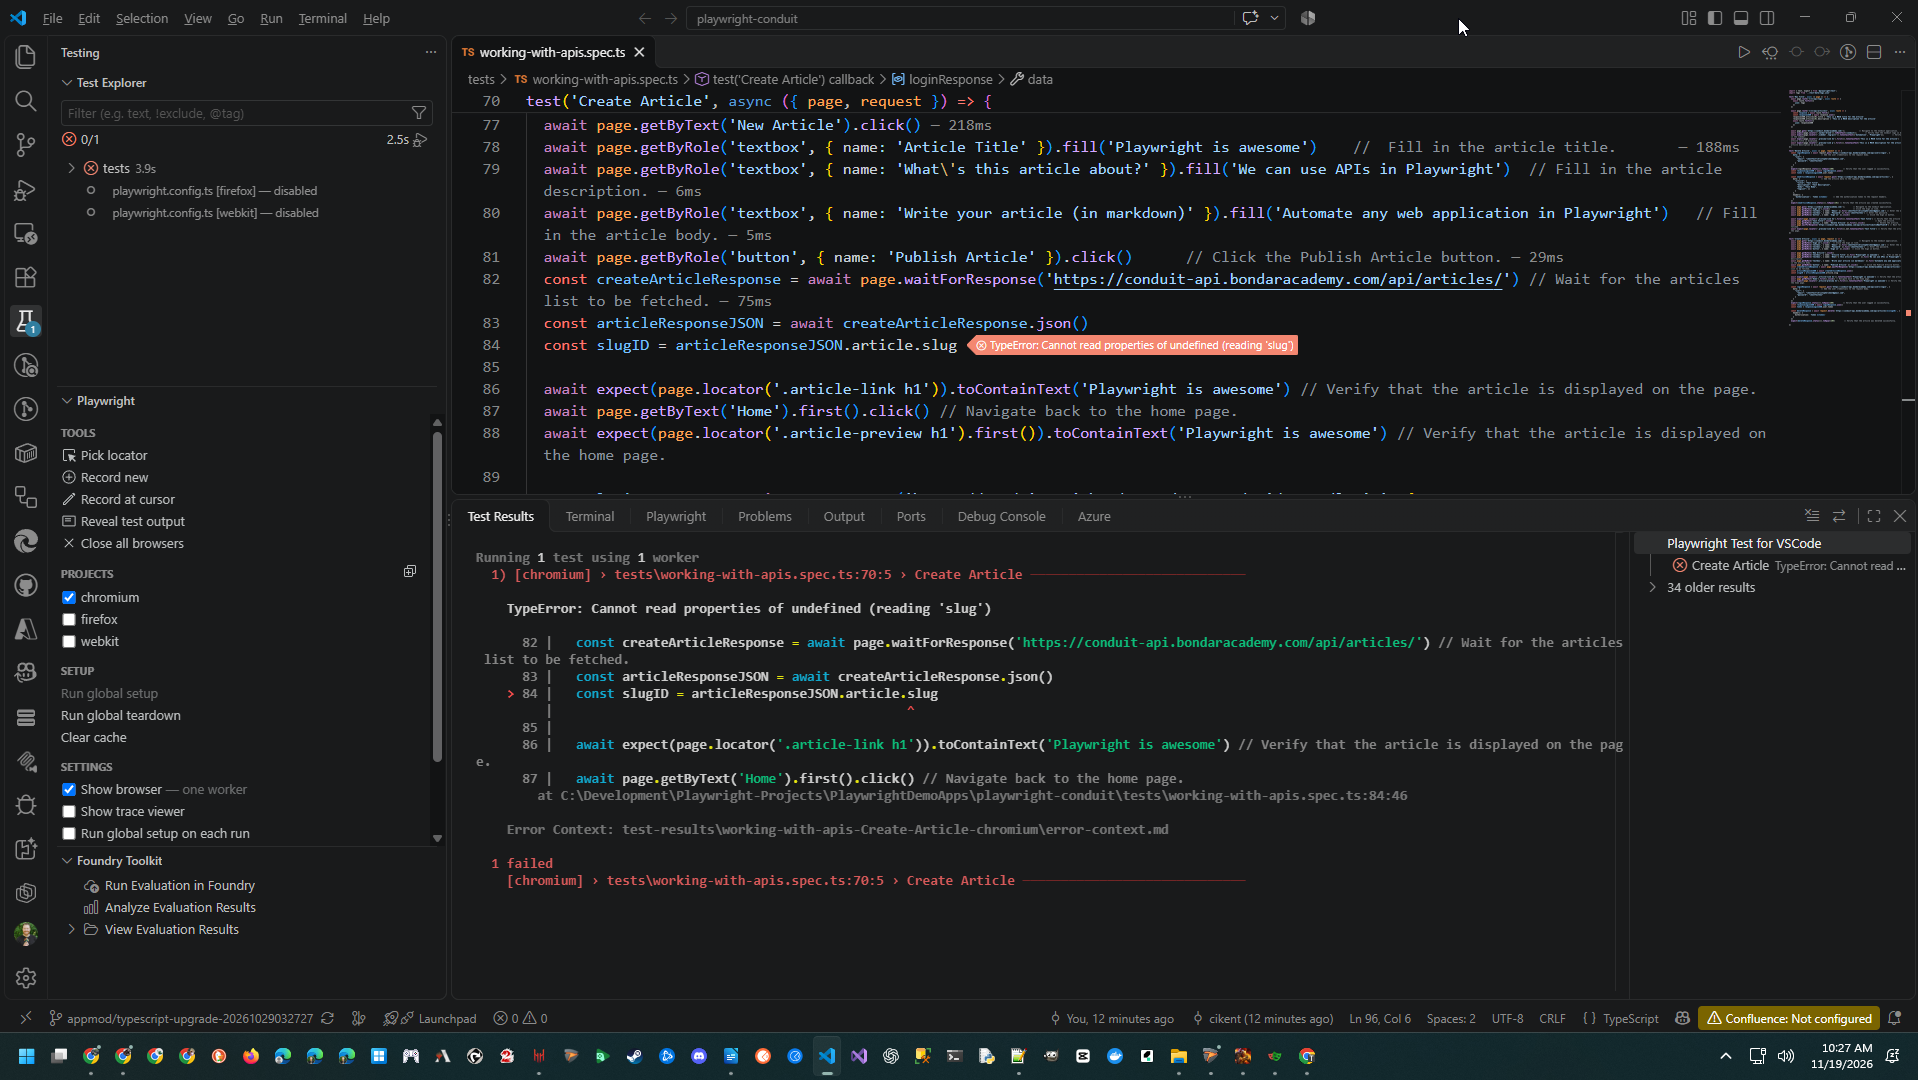 File Edit Selection View Go Run Terminal Help
playwright-conduit
Testing
Test Explorer
Filter (e.g. text, !exclude, @tag)
0/1
2.5s
tests 3.9s
playwright.config.ts [firefox] — disabled
playwright.config.ts [webkit] — disabled
1
Playwright
TOOLS
Pick locator
Record new
Record at cursor
Reveal test output
Close all browsers
PROJECTS
chromium
firefox
webkit
SETUP
Run global setup
Run global teardown
Clear cache
SETTINGS
Show browser — one worker
Show trace viewer
Run global setup on each run
Foundry Toolkit
Run Evaluation in Foundry
Analyze Evaluation Results
View Evaluation Results
TS working-with-apis.spec.ts
tests > TS working-with-apis.spec.ts > test('Create Article') callback > loginResponse > data
70 test('Create Article', async ({ page, request }) => {
77 await page.getByText('New Article').click() — 218ms
78 await page.getByRole('textbox', { name: 'Article Title' }).fill('Playwright is awesome') // Fill in the article title. — 188ms
79 await page.getByRole('textbox', { name: 'What\'s this article about?' }).fill('We can use APIs in Playwright') // Fill in the article
description. — 6ms
80 await page.getByRole('textbox', { name: 'Write your article (in markdown)' }).fill('Automate any web application in Playwright') // Fill
in the article body. — 5ms
81 await page.getByRole('button', { name: 'Publish Article' }).click() // Click the Publish Article button. — 29ms
82 const createArticleResponse = await page.waitForResponse('https://conduit-api.bondaracademy.com/api/articles/') // Wait for the articles
list to be fetched. — 75ms
83 const articleResponseJSON = await createArticleResponse.json()
84 const slugID = articleResponseJSON.article.slug TypeError: Cannot read properties of undefined (reading 'slug')
85
86 await expect(page.locator('.article-link h1')).toContainText('Playwright is awesome') // Verify that the article is displayed on the page.
87 await page.getByText('Home').first().click() // Navigate back to the home page.
88 await expect(page.locator('.article-preview h1').first()).toContainText('Playwright is awesome') // Verify that the article is displayed on
the home page.
89
Test Results Terminal Playwright Problems Output Ports Debug Console Azure
Running 1 test using 1 worker
1) [chromium] › tests\working-with-apis.spec.ts:70:5 › Create Article
TypeError: Cannot read properties of undefined (reading 'slug')
82 | const createArticleResponse = await page.waitForResponse('https://conduit-api.bondaracademy.com/api/articles/') // Wait for the articles
list to be fetched.
83 | const articleResponseJSON = await createArticleResponse.json()
> 84 | const slugID = articleResponseJSON.article.slug
| ^
85 |
86 | await expect(page.locator('.article-link h1')).toContainText('Playwright is awesome') // Verify that the article is displayed on the pag
e.
87 | await page.getByText('Home').first().click() // Navigate back to the home page.
at C:\Development\Playwright-Projects\PlaywrightDemoApps\playwright-conduit\tests\working-with-apis.spec.ts:84:46
Error Context: test-results\working-with-apis-Create-Article-chromium\error-context.md
1 failed
[chromium] › tests\working-with-apis.spec.ts:70:5 › Create Article
Playwright Test for VSCode
Create Article TypeError: Cannot read ...
34 older results
appmod/typescript-upgrade-20261029032727 Launchpad 0 0 You, 12 minutes ago cikent (12 minutes ago) Ln 96, Col 6 Spaces: 2 UTF-8 CRLF { } TypeScript Confluence: Not configured
10:27 AM
11/19/2026